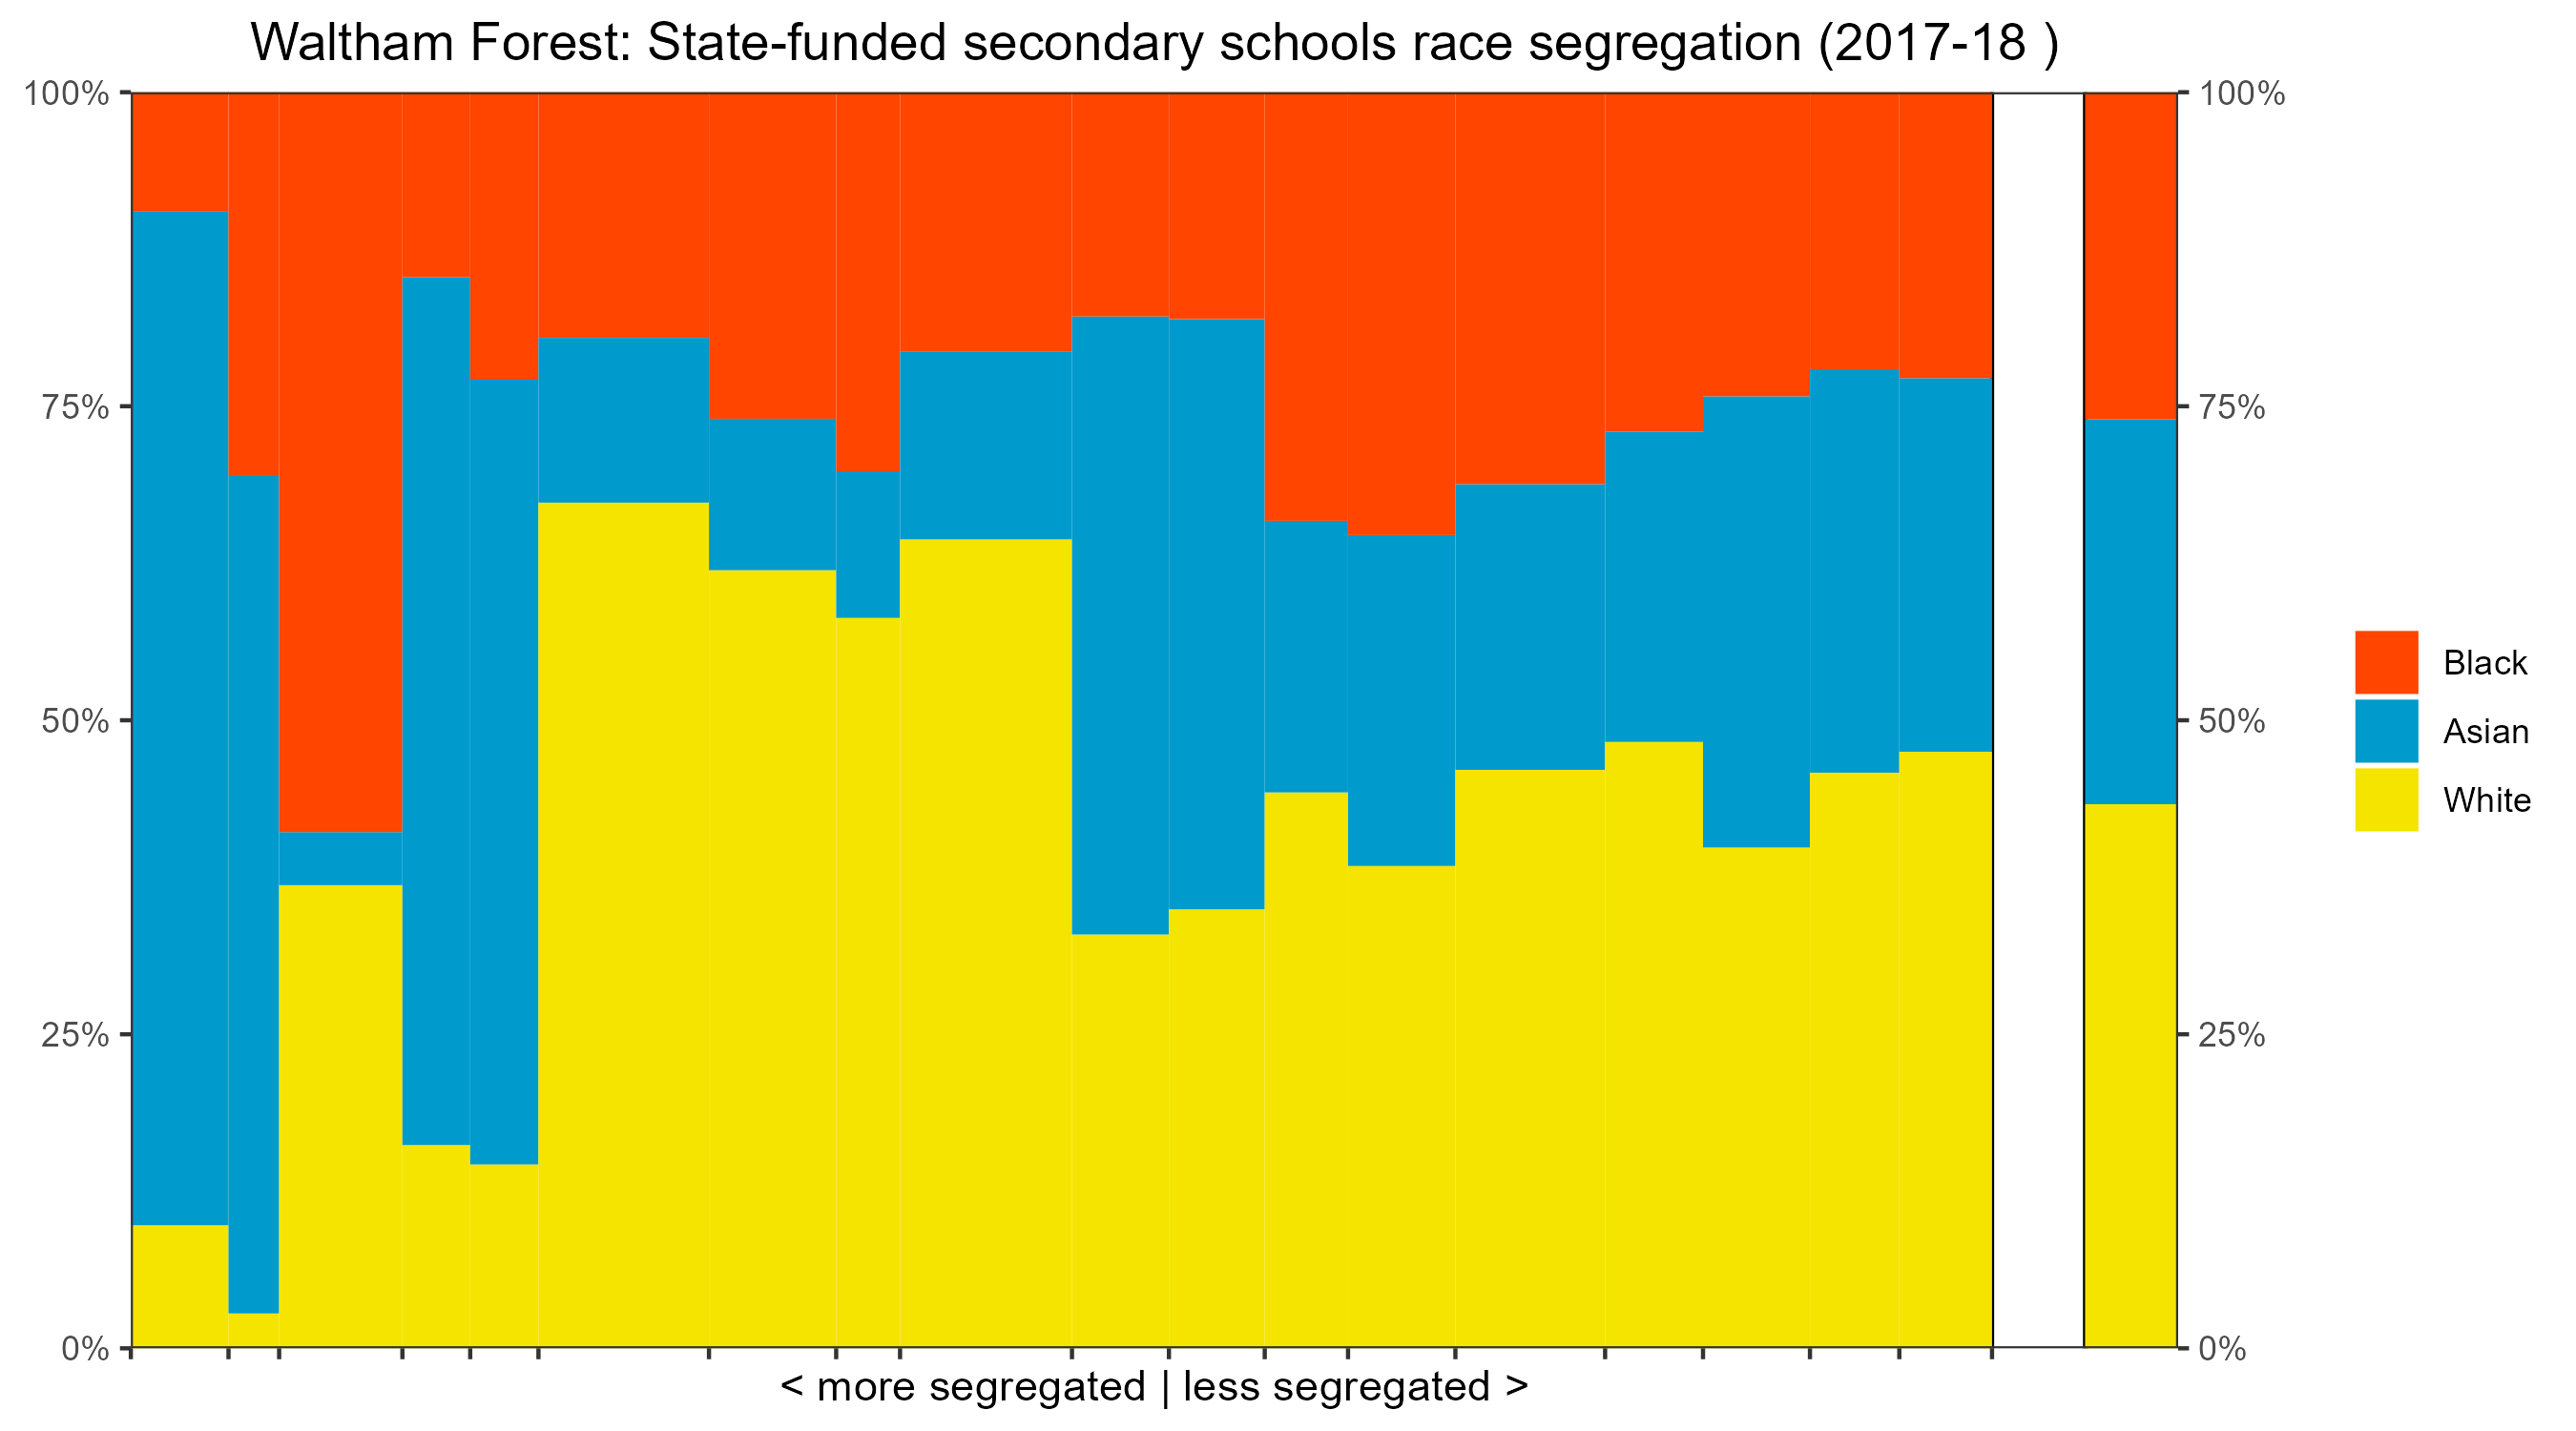 Waltham Forest: State-funded secondary schools race segregation (2017-18 )
100%
75%
50%
25%
0%
100%
75%
50%
25%
0%
Black
Asian
White
< more segregated | less segregated >